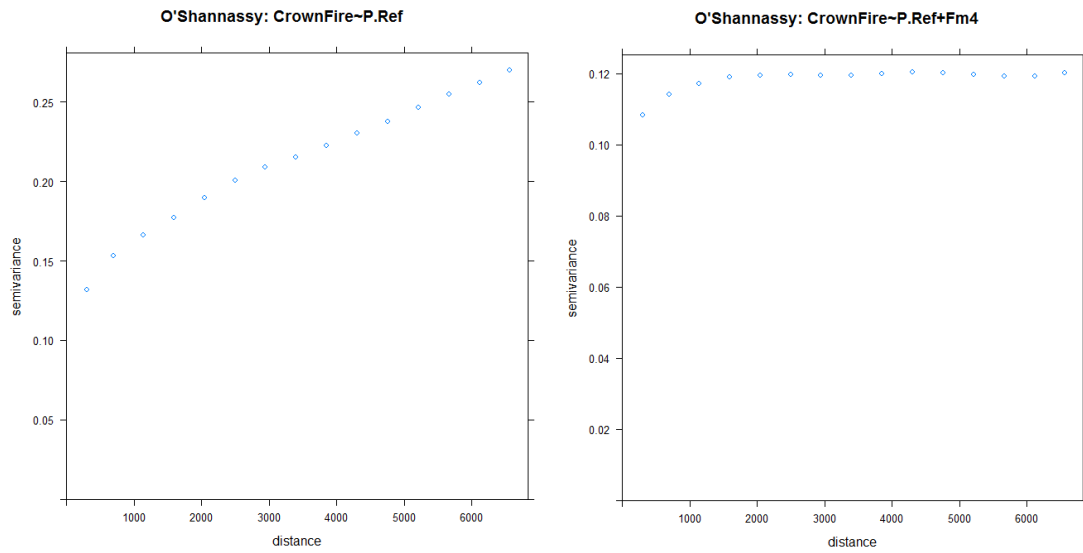 O'Shannassy: CrownFire~P.Ref
semivariance
0.25
0.20
0.15
0.10
0.05
1000 2000 3000 4000 5000 6000
distance
O'Shannassy: CrownFire~P.Ref+Fm4
semivariance
0.12
0.10
0.08
0.06
0.04
0.02
1000 2000 3000 4000 5000 6000
distance